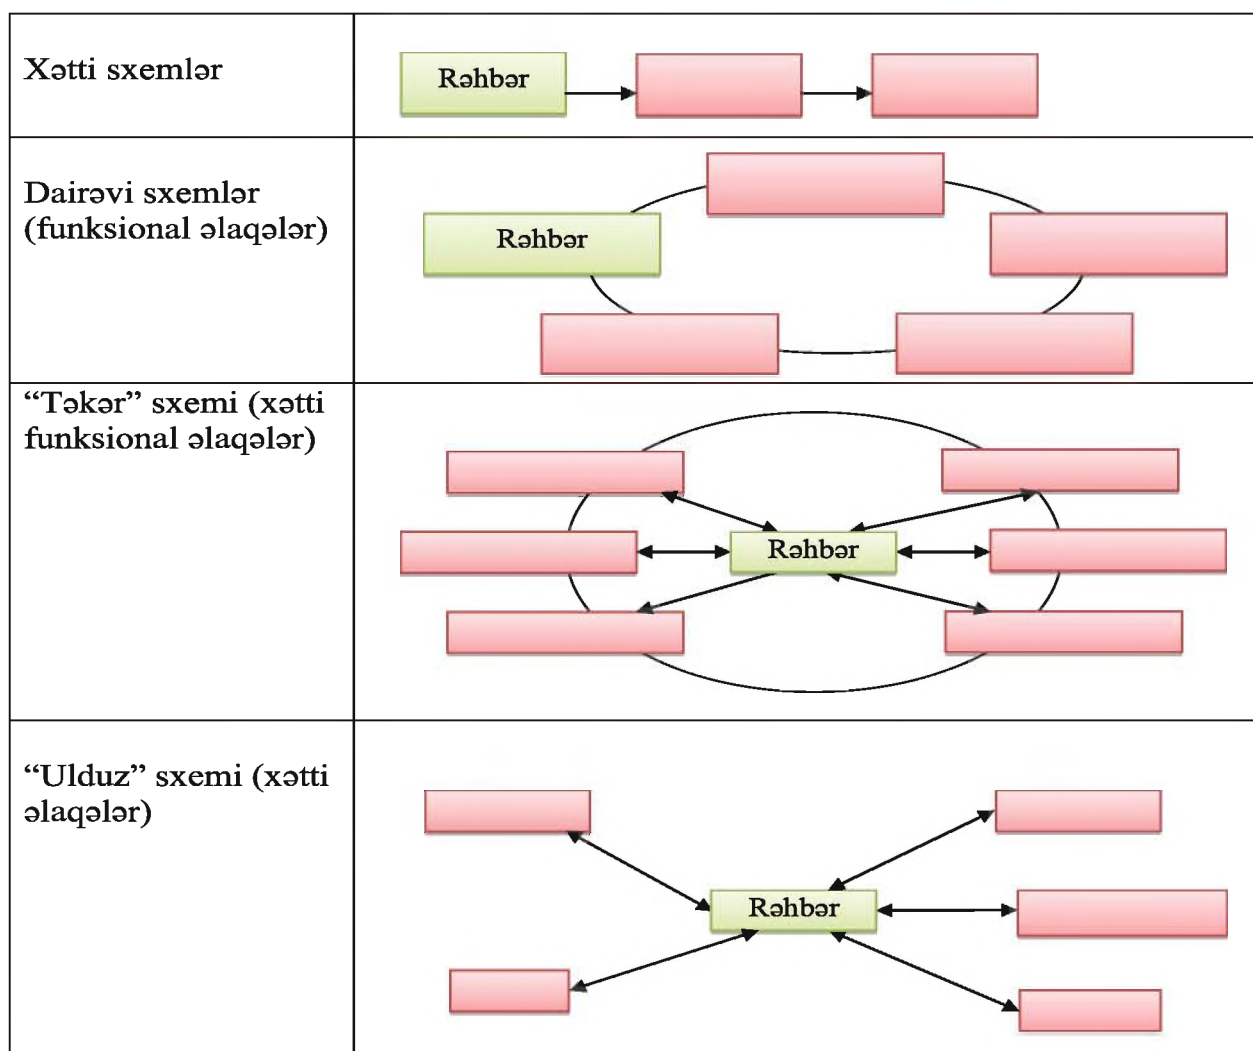 Xətti sxemlər
Rəhbər
Dairəvi sxemlər
(funksional əlaqələr)
Rəhbər
“Təkər” sxemi (xətti
funksional əlaqələr)
Rəhbər
“Ulduz” sxemi (xətti
əlaqələr)
Rəhbər